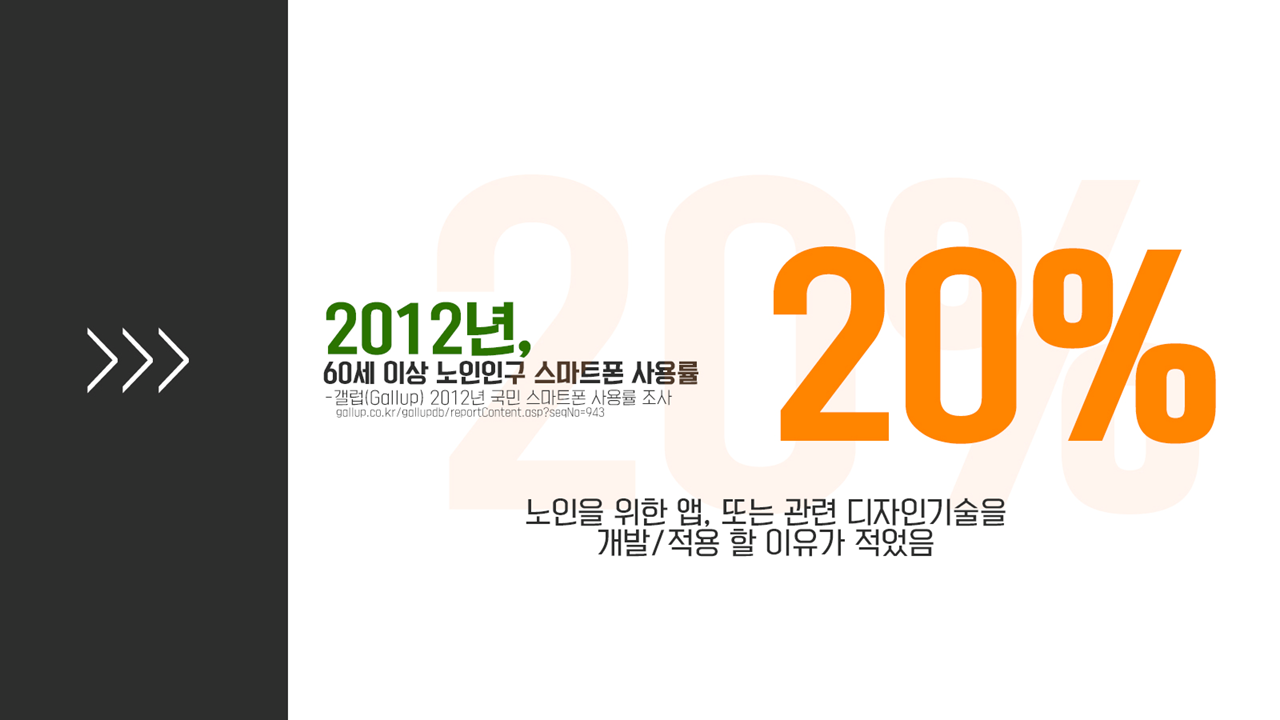 20%
2012년,
60세 이상 노인인구 스마트폰 사용률
-갤럽(Gallup) 2012년 국민 스마트폰 사용률 조사
gallup.co.kr/gallupdb/reportContent.asp?seqNo=943
20%
노인을 위한 앱, 또는 관련 디자인기술을
개발/적용 할 이유가 적었음